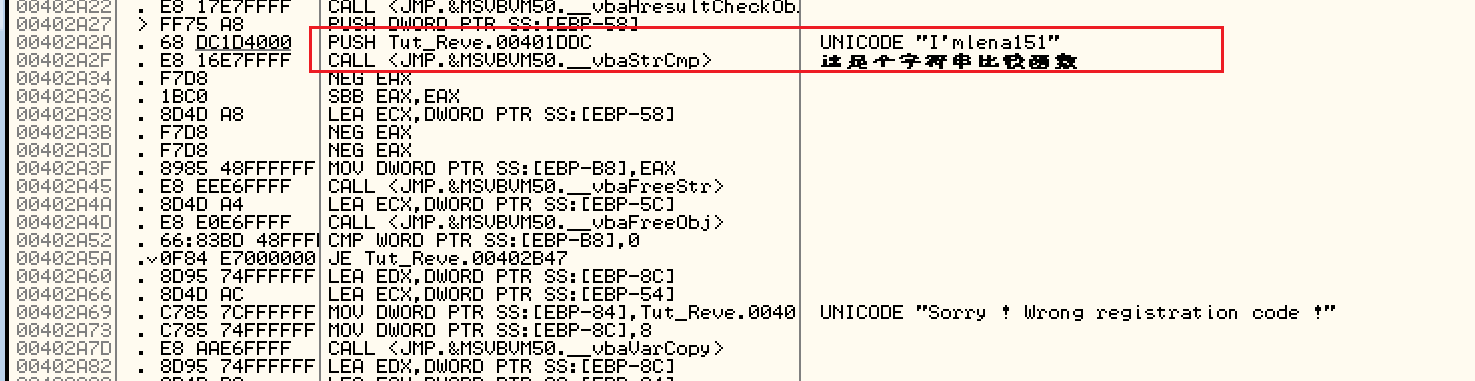 00402A22 . E8 17E7FFFF CALL <JMP.&MSVBVM50.__vbaHresultCheckOb
00402A27 > FF75 A8 PUSH DWORD PTR SS:[EBP-58]
00402A2A . 68 DC1D4000 PUSH Tut_Reve.00401DDC UNICODE "I'mlena151"
00402A2F . E8 16E7FFFF CALL <JMP.&MSVBVM50.__vbaStrCmp> 这是个字符串比较函数
00402A34 . F7D8 NEG EAX
00402A36 . 1BC0 SBB EAX,EAX
00402A38 . 8D4D A8 LEA ECX,DWORD PTR SS:[EBP-58]
00402A3B . F7D8 NEG EAX
00402A3D . F7D8 NEG EAX
00402A3F . 8985 48FFFFFF MOV DWORD PTR SS:[EBP-B8],EAX
00402A45 . E8 EEE6FFFF CALL <JMP.&MSVBVM50.__vbaFreeStr>
00402A4A . 8D4D A4 LEA ECX,DWORD PTR SS:[EBP-5C]
00402A4D . E8 E0E6FFFF CALL <JMP.&MSVBVM50.__vbaFreeObj>
00402A52 . 66:83BD 48FFF CMP WORD PTR SS:[EBP-B8],0
00402A5A . 0F84 E7000000 JE Tut_Reve.00402B47
00402A60 . 8D95 74FFFFFF LEA EDX,DWORD PTR SS:[EBP-8C]
00402A66 . 8D4D AC LEA ECX,DWORD PTR SS:[EBP-54]
00402A69 . C785 7CFFFFFF MOV DWORD PTR SS:[EBP-84],Tut_Reve.0040 UNICODE "Sorry ! Wrong registration code !"
00402A73 . C785 74FFFFFF MOV DWORD PTR SS:[EBP-8C],8
00402A7D . E8 AAE6FFFF CALL <JMP.&MSVBVM50.__vbaVarCopy>
00402A82 . 8D95 74FFFFFF LEA EDX,DWORD PTR SS:[EBP-8C]